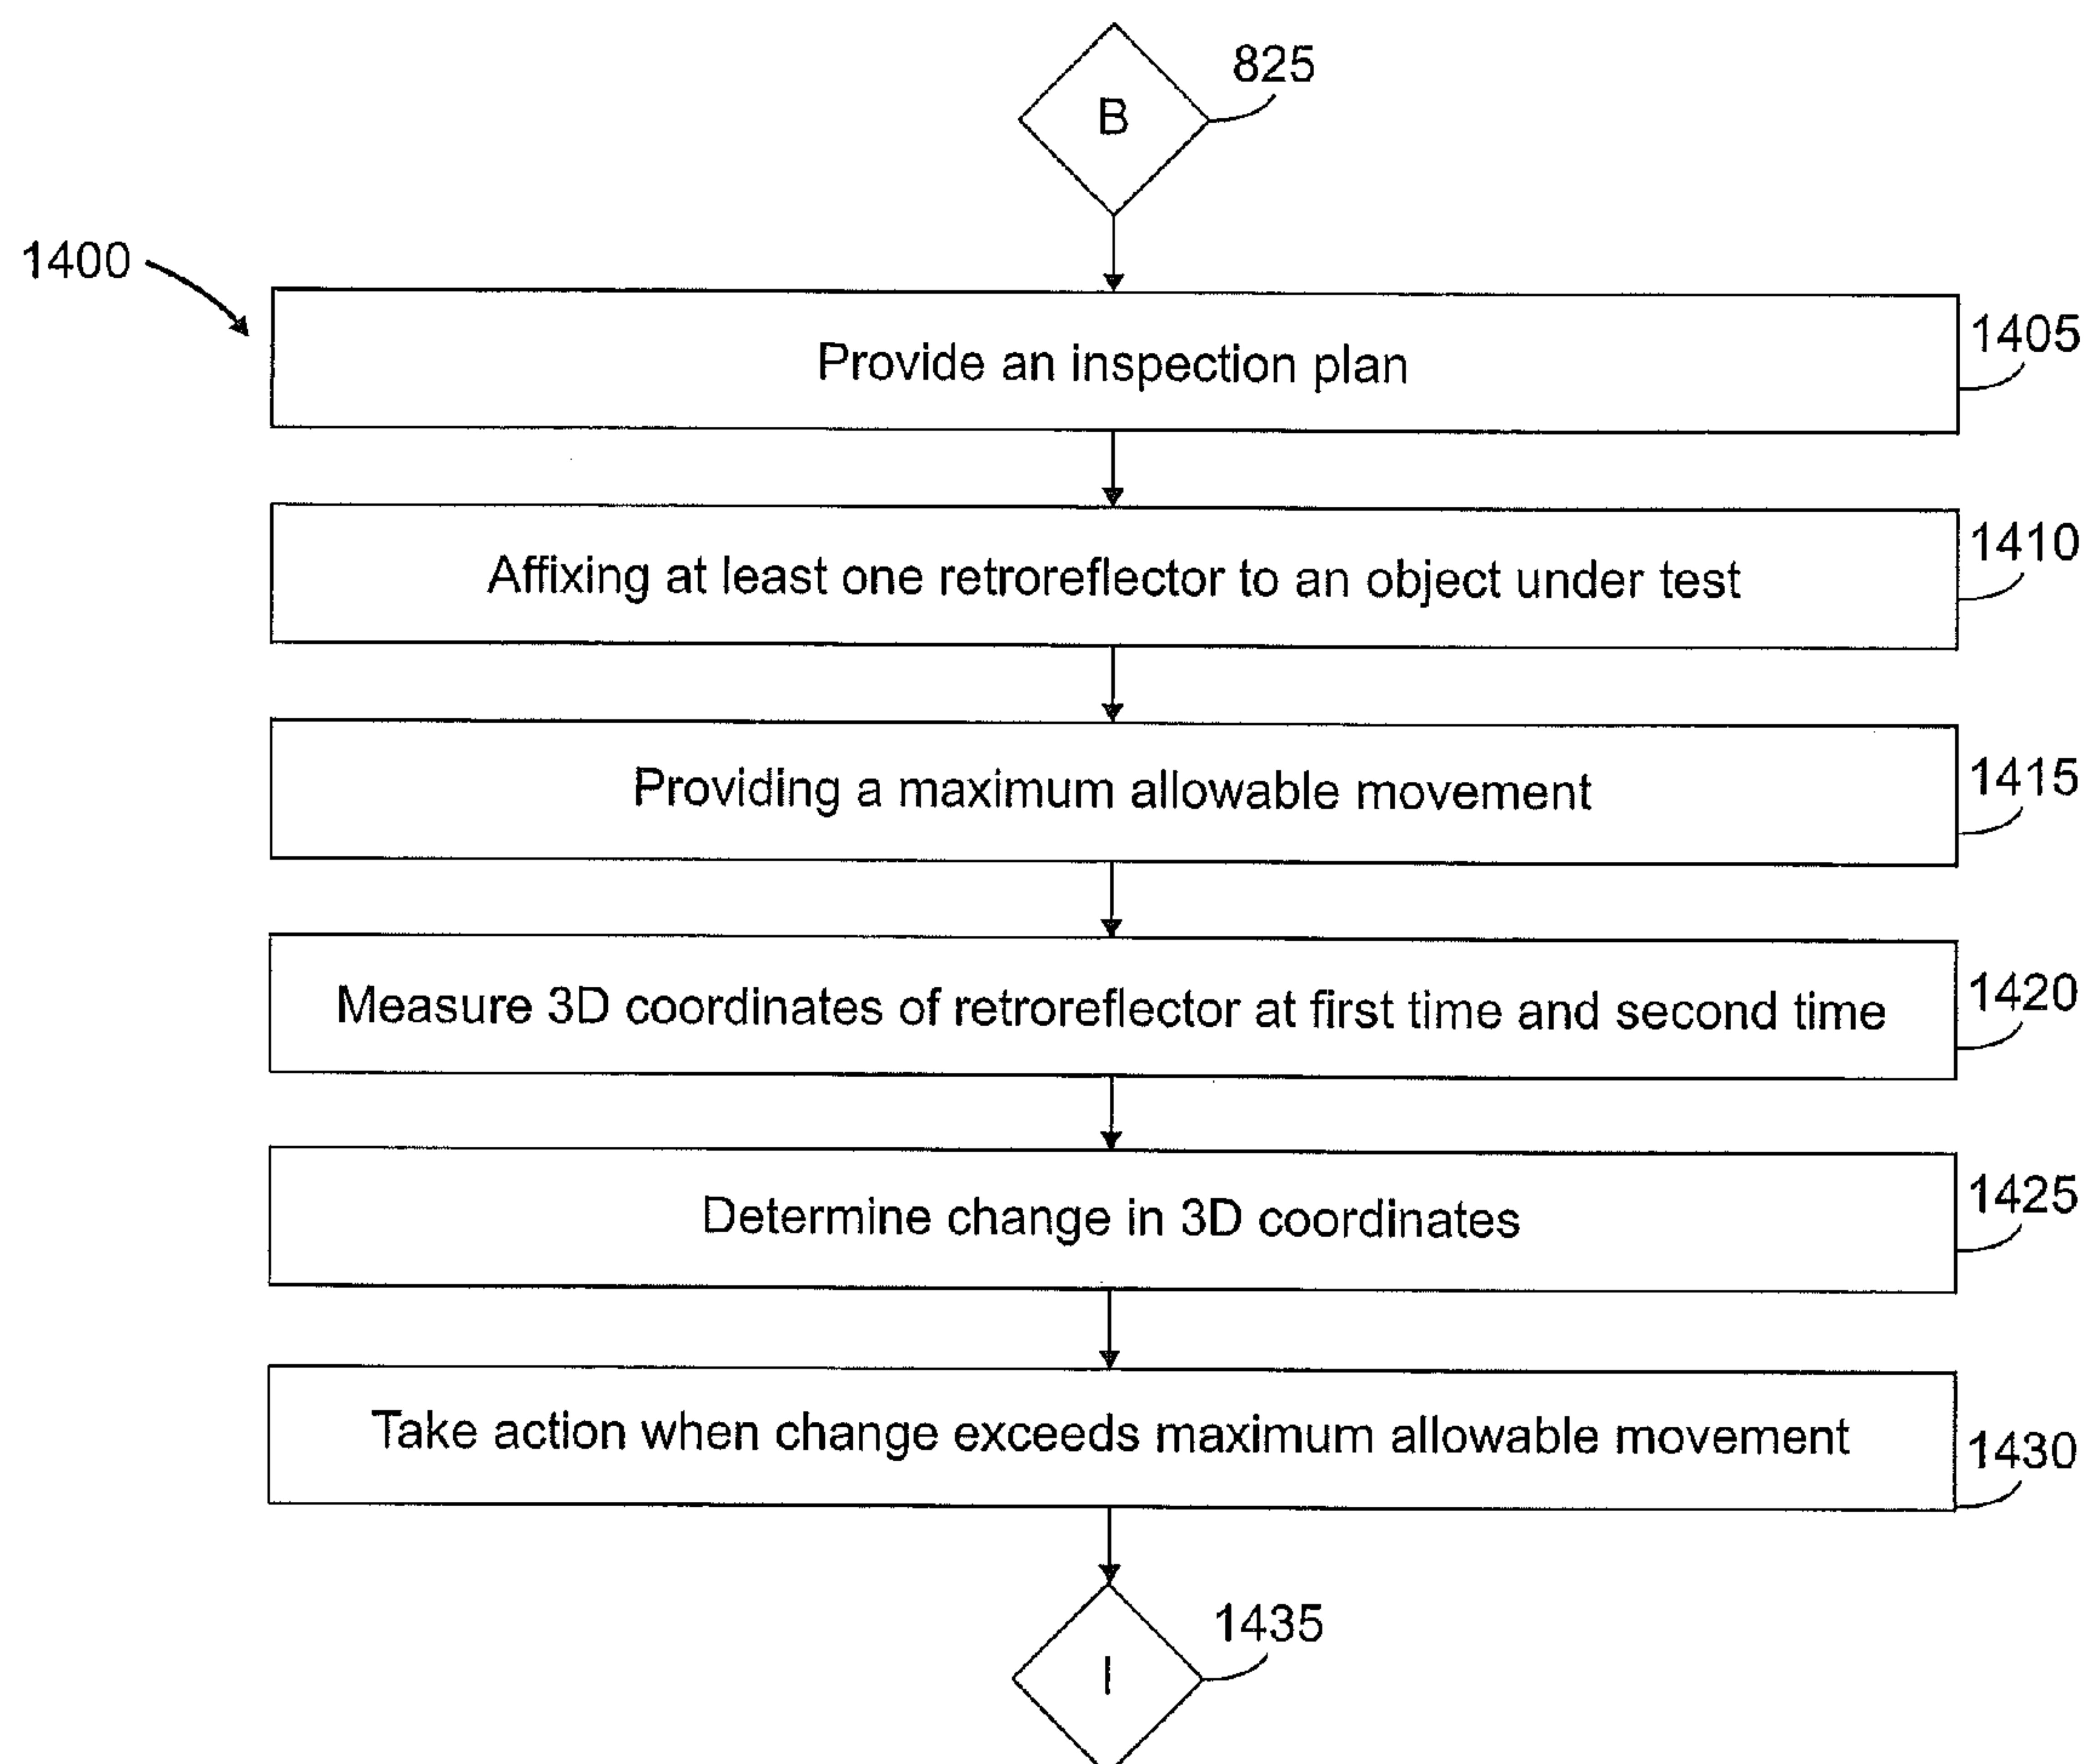 825
B
1400
Provide an inspection plan
1405
Affixing at least one retroreflector to an object under test
1410
Providing a maximum allowable movement
1415
Measure 3D coordinates of retroreflector at first time and second time
1420
Determine change in 3D coordinates
1425
Take action when change exceeds maximum allowable movement
1430
1435
I